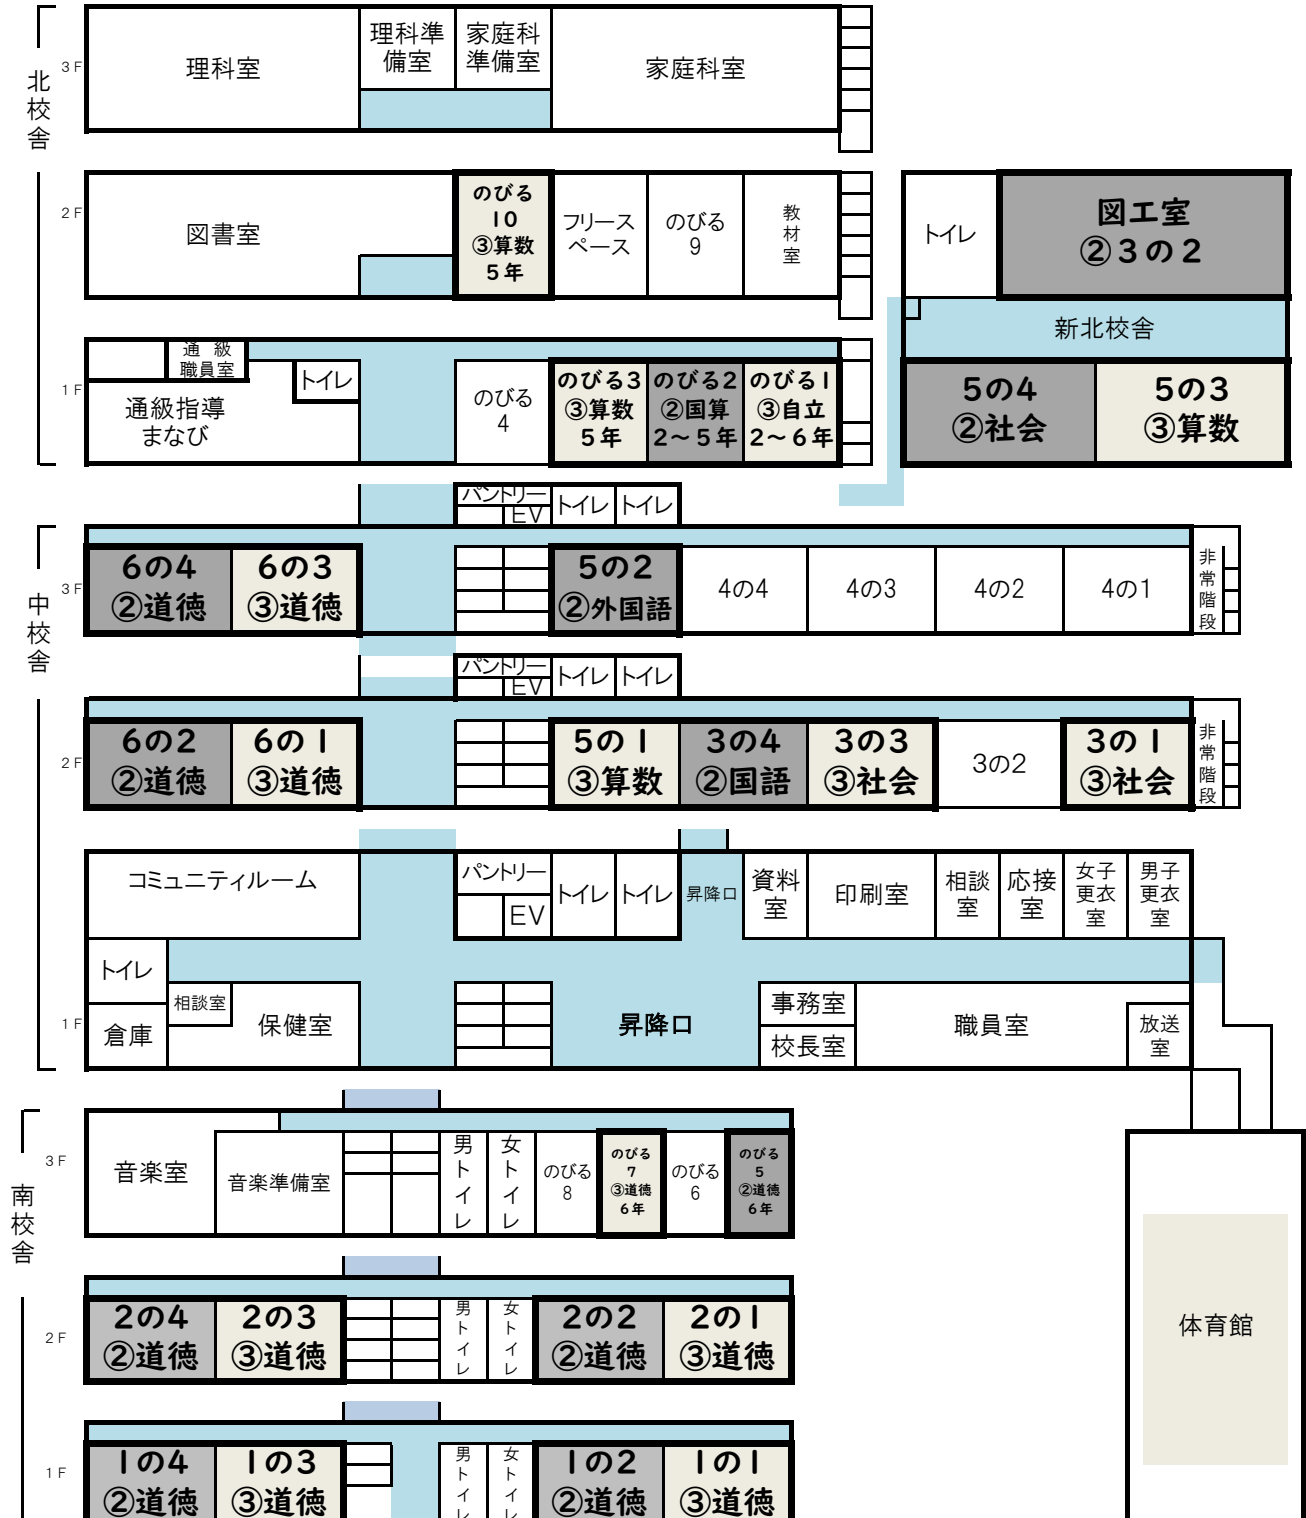 北校舎
3F
理科室
理科準
備室
家庭科
準備室
家庭科室
2F
図書室
のびる
10
③算数
5年
フリース
ペース
のびる
9
教材室
トイレ
図工室
②3の2
新北校舎
1F
通 級
職員室
通級指導
まなび
トイレ
のびる
4
のびる3
③算数
5年
のびる2
②国算
2～5年
のびる1
③自立
2～6年
5の4
②社会
5の3
③算数
パントリー
EV
トイレ
トイレ
中校舎
3F
6の4
②道徳
6の3
③道徳
5の2
②外国語
4の4
4の3
4の2
4の1
非常階段
パントリー
EV
トイレ
トイレ
2F
6の2
②道徳
6の1
③道徳
5の1
③算数
3の4
②国語
3の3
③社会
3の2
3の1
③社会
非常階段
コミュニティルーム
パントリー
EV
トイレ
トイレ
昇降口
資料
室
印刷室
相談
室
応接
室
女子
更衣
室
男子
更衣
室
トイレ
1F
倉庫
相談室
保健室
昇降口
事務室
校長室
職員室
放送
室
南校舎
3F
音楽室
音楽準備室
男トイレ
女トイレ
のびる
8
のびる
7
③道徳
6年
のびる
6
のびる
5
②道徳
6年
2F
2の4
②道徳
2の3
③道徳
男トイレ
女トイレ
2の2
②道徳
2の1
③道徳
体育館
1F
1の4
②道徳
1の3
③道徳
男トイレ
女トイレ
1の2
②道徳
1の1
③道徳